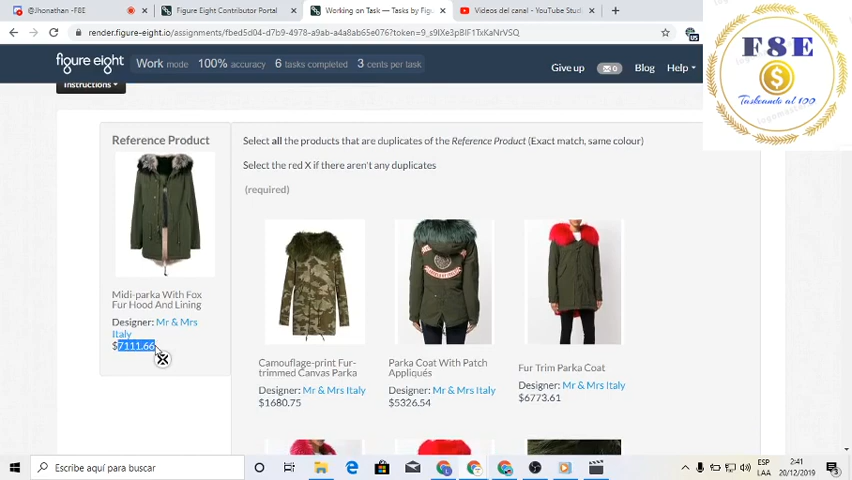 @Jhonathan -F8E
Figure Eight Contributor Portal
Working on Task — Tasks by Figu
Videos del canal - YouTube Stud
render.figure-eight.io/assignments/fbed5f04-d7b9-4978-a9ab-a4a8ab65e076?token=9_s9IXe3pBIF1TxKaNrVSQ
figure eight
Work mode
100% accuracy
6 tasks completed
3 cents per task
Give up
0
Blog
Help
F8E
$
Taskeando al 100
Instructions
Reference Product
Midi-parka With Fox
Fur Hood And Lining
Designer: Mr & Mrs
Italy
$7111.66
Select all the products that are duplicates of the Reference Product (Exact match, same colour)
Select the red X if there aren't any duplicates
(required)
Camouflage-print Fur-
trimmed Canvas Parka
Designer: Mr & Mrs Italy
$1680.75
Parka Coat With Patch
Appliqués
Designer: Mr & Mrs Italy
$5326.54
Fur Trim Parka Coat
Designer: Mr & Mrs Italy
$6773.61
Escribe aquí para buscar
ESP
LAA
2:41
20/12/2019